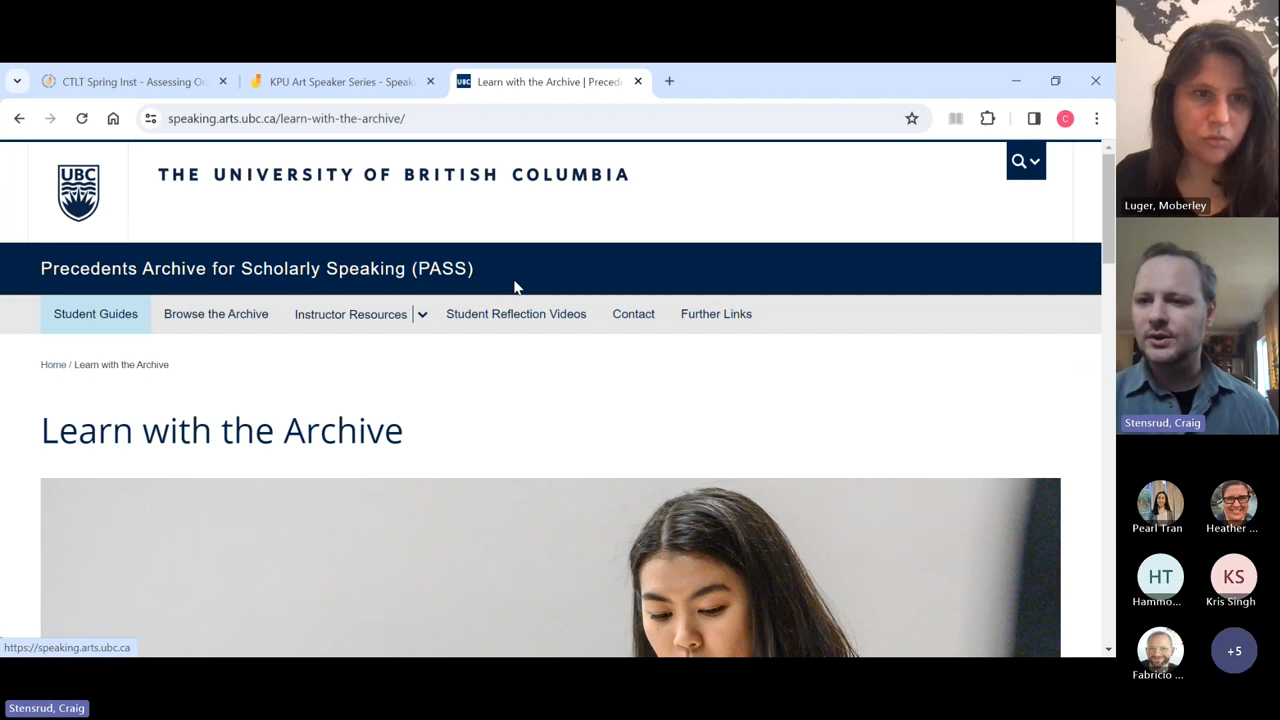 CTLT Spring Inst - Assessing Or
KPU Art Speaker Series - Speaki
UBC
Learn with the Archive | Preced
speaking.arts.ubc.ca/learn-with-the-archive/
C
UBC
THE UNIVERSITY OF BRITISH COLUMBIA
Precedents Archive for Scholarly Speaking (PASS)
Student Guides
Browse the Archive
Instructor Resources
Student Reflection Videos
Contact
Further Links
Home / Learn with the Archive
Learn with the Archive
https://speaking.arts.ubc.ca
Stensrud, Craig
Luger, Moberley
Stensrud, Craig
Pearl Tran
Heather ...
HT
Hammo...
KS
Kris Singh
Fabricio ...
+5